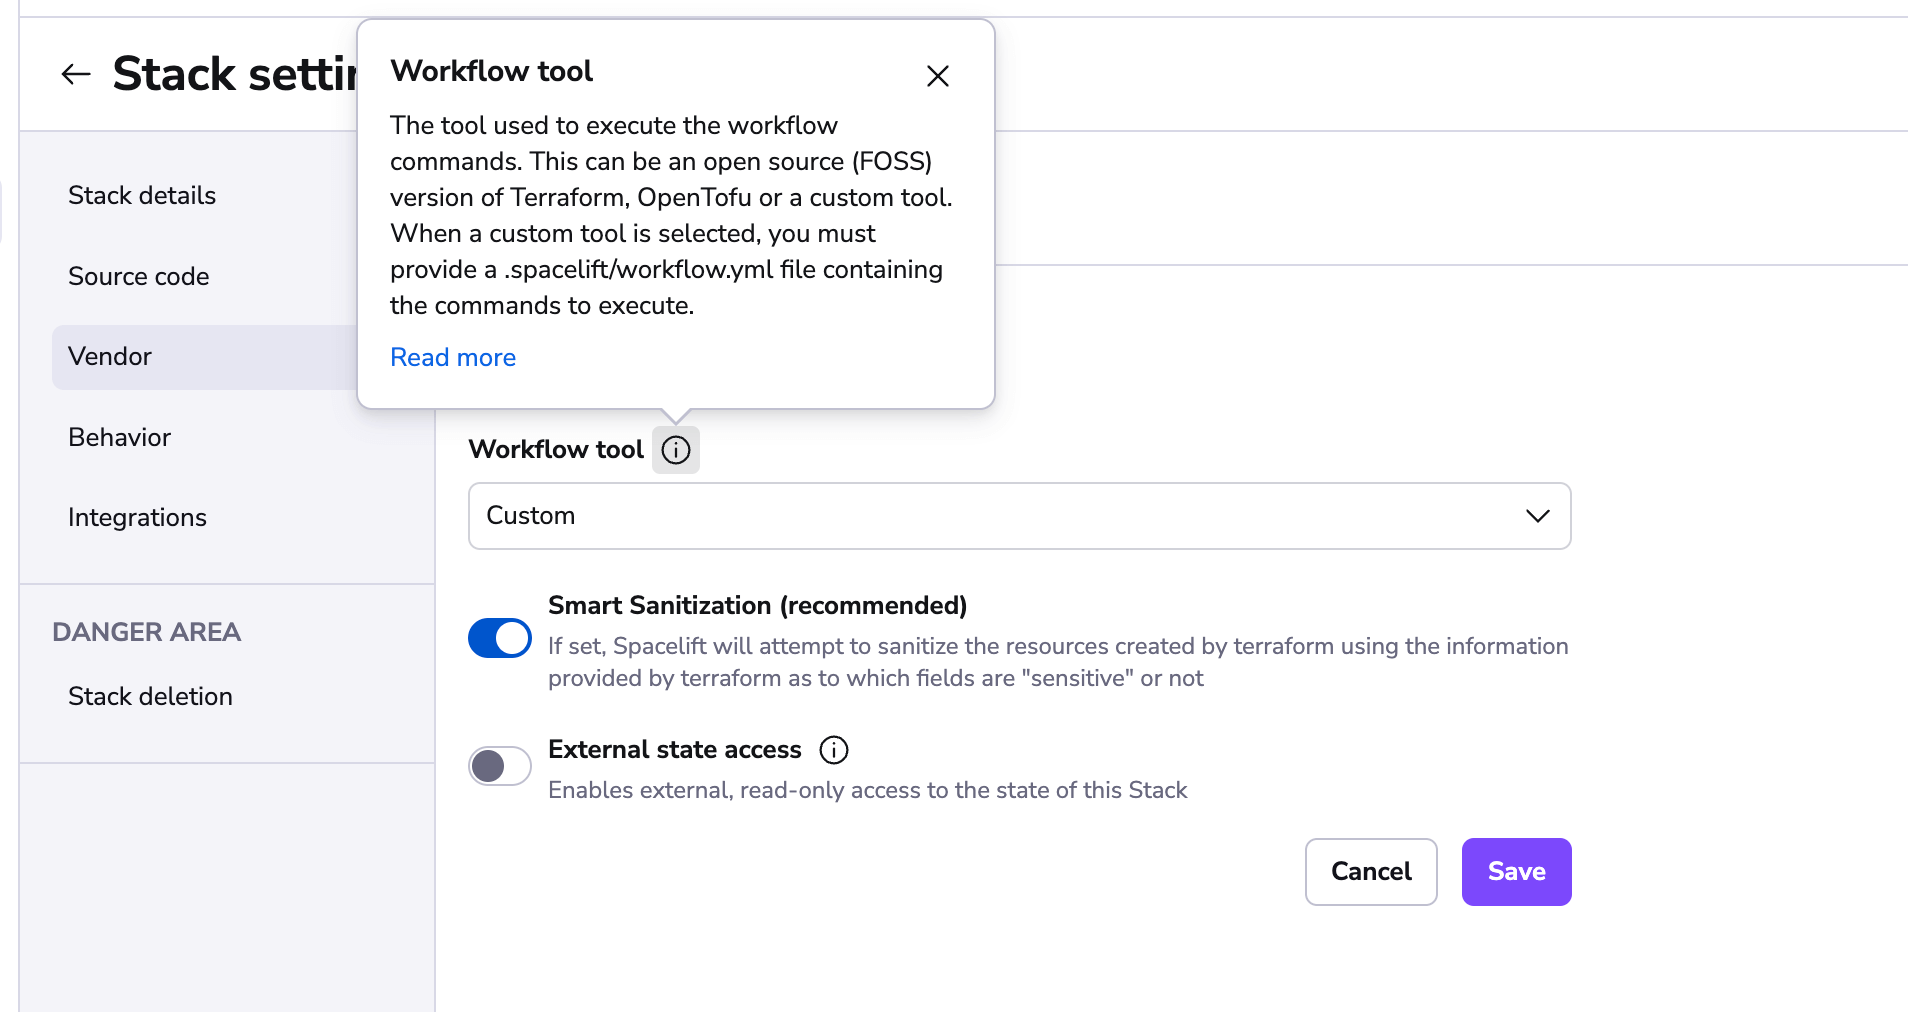 Stack settin
Workflow tool
The tool used to execute the workflow
commands. This can be an open source (FOSS)
version of Terraform, OpenTofu or a custom tool.
When a custom tool is selected, you must
provide a .spacelift/workflow.yml file containing
the commands to execute.
Read more
Stack details
Source code
Vendor
Behavior
Integrations
DANGER AREA
Stack deletion
Workflow tool
Custom
Smart Sanitization (recommended)
If set, Spacelift will attempt to sanitize the resources created by terraform using the information
provided by terraform as to which fields are "sensitive" or not
External state access
Enables external, read-only access to the state of this Stack
Cancel
Save